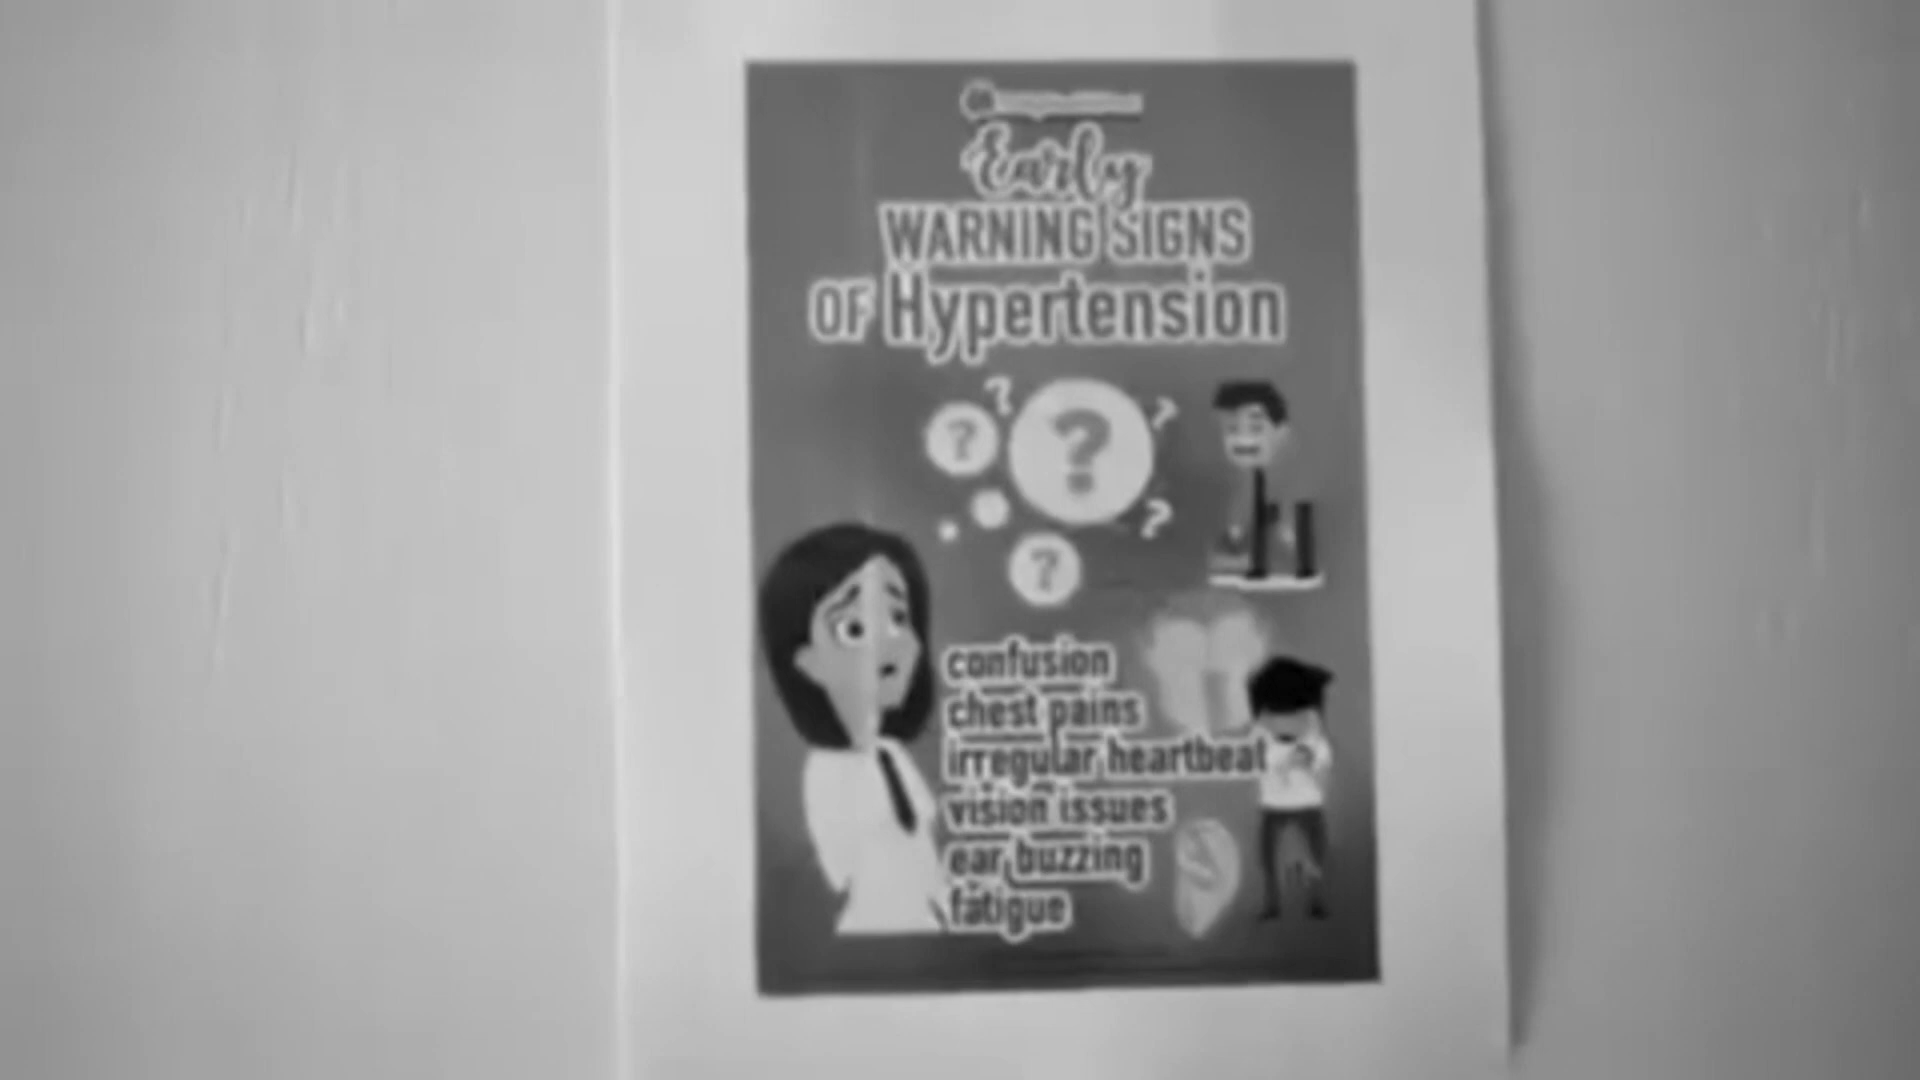 Early
WARNING SIGNS
OF Hypertension
? ? ?
?
?
?
confusion
chest pains
irregular heartbeat
vision issues
ear buzzing
fatigue